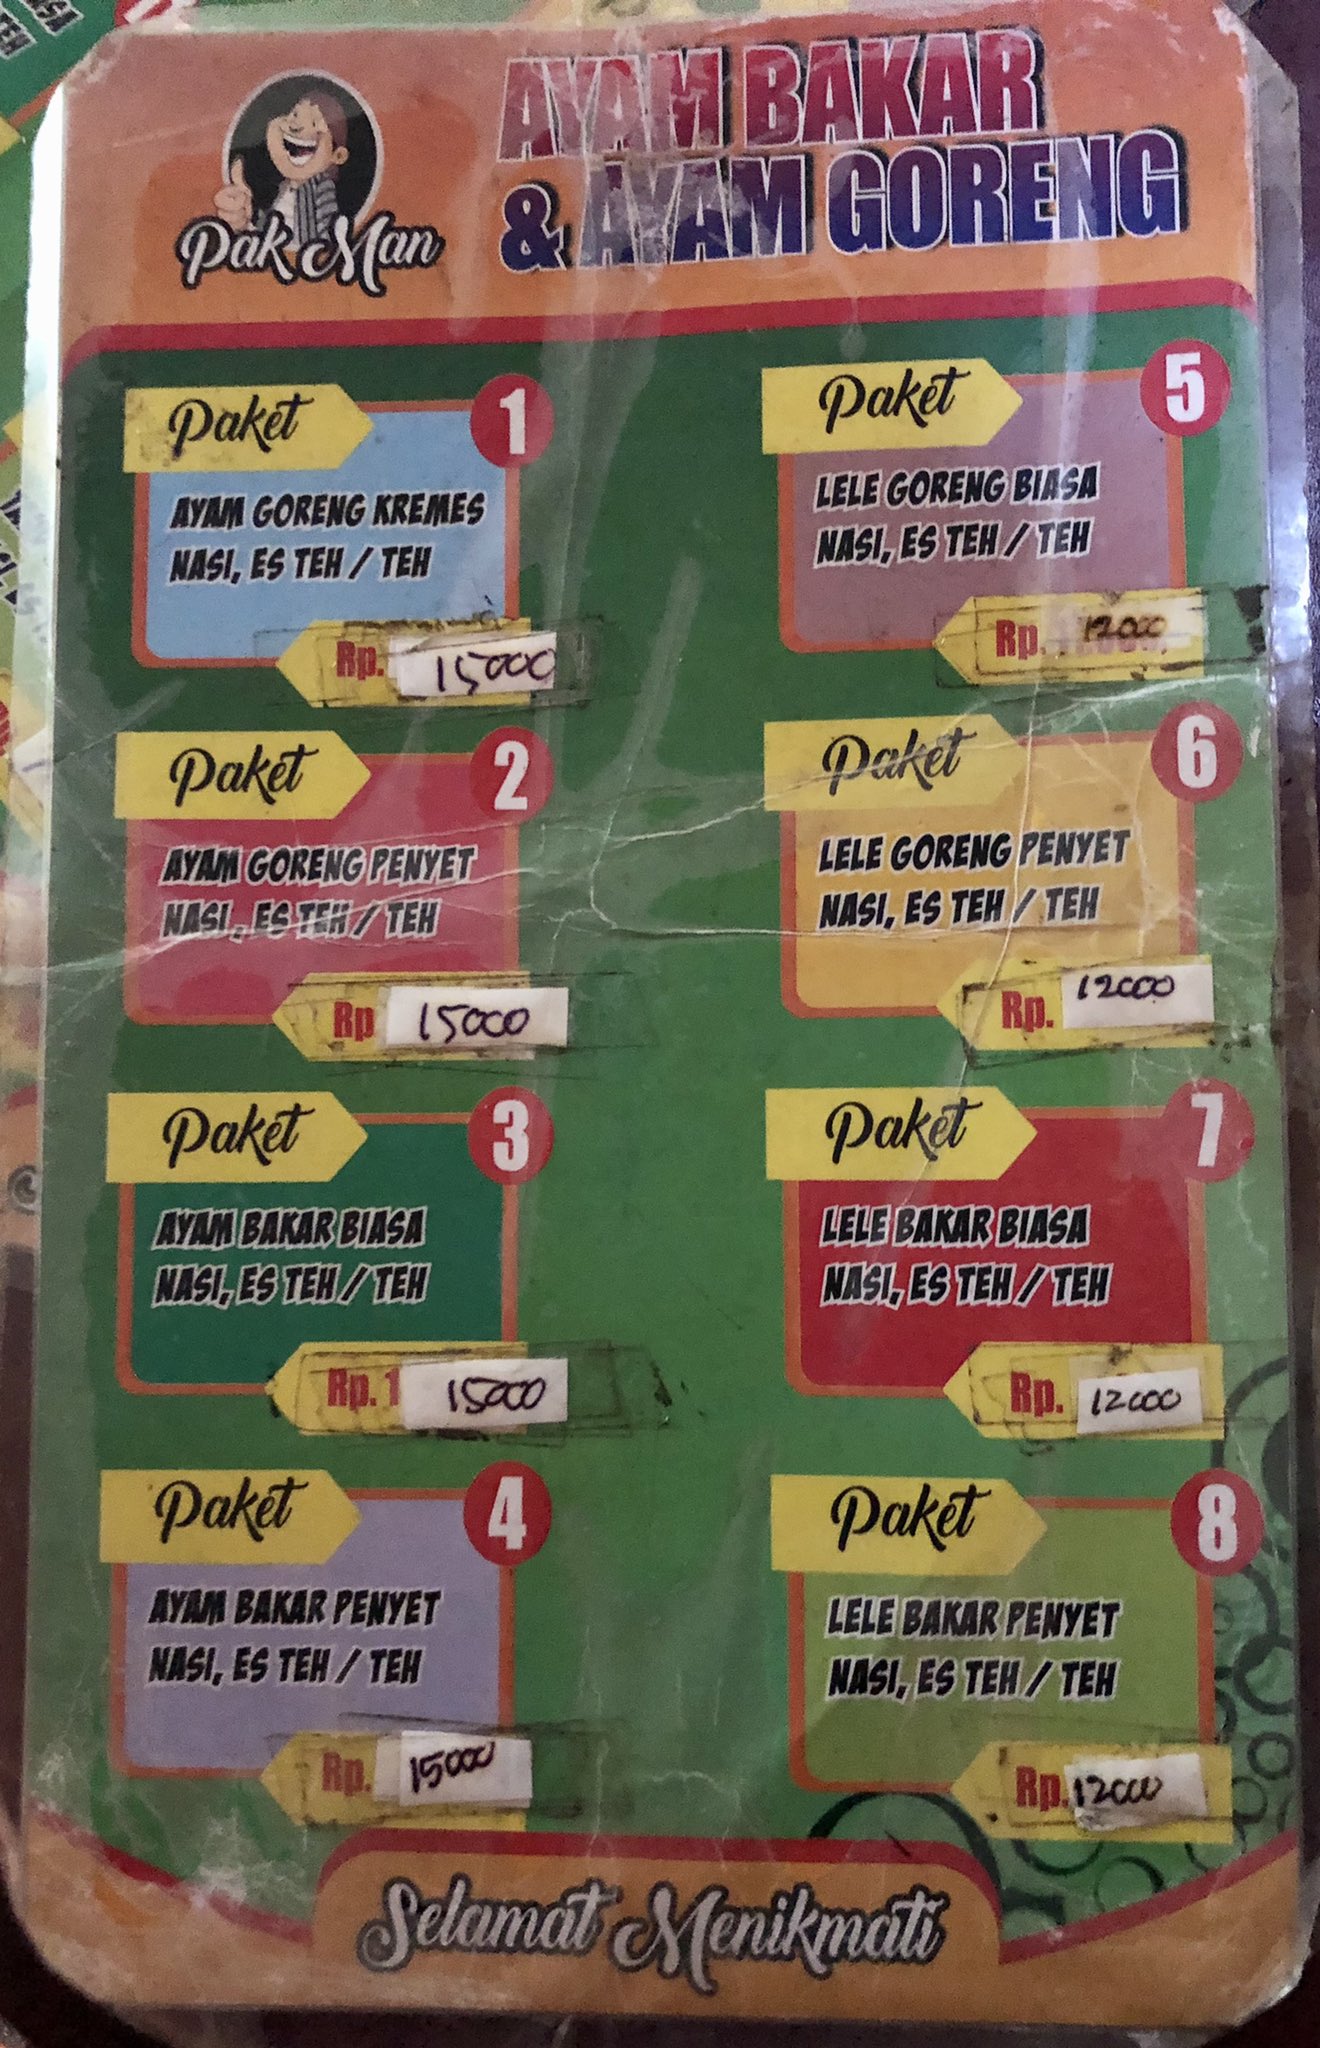 Pak Man
AYAM BAKAR
& AYAM GORENG
Paket 1
AYAM GORENG KREMES
NASI, ES TEH / TEH
Rp. 15000
Paket 2
AYAM GORENG PENYET
NASI, ES TEH / TEH
Rp 15000
Paket 3
AYAM BAKAR BIASA
NASI, ES TEH / TEH
Rp. 1 15000
Paket 4
AYAM BAKAR PENYET
NASI, ES TEH / TEH
Rp. 15000
Paket 5
LELE GORENG BIASA
NASI, ES TEH / TEH
Rp. 12000
Paket 6
LELE GORENG PENYET
NASI, ES TEH / TEH
Rp. 12000
Paket 7
LELE BAKAR BIASA
NASI, ES TEH / TEH
Rp. 12000
Paket 8
LELE BAKAR PENYET
NASI, ES TEH / TEH
Rp. 12000
Selamat Menikmati